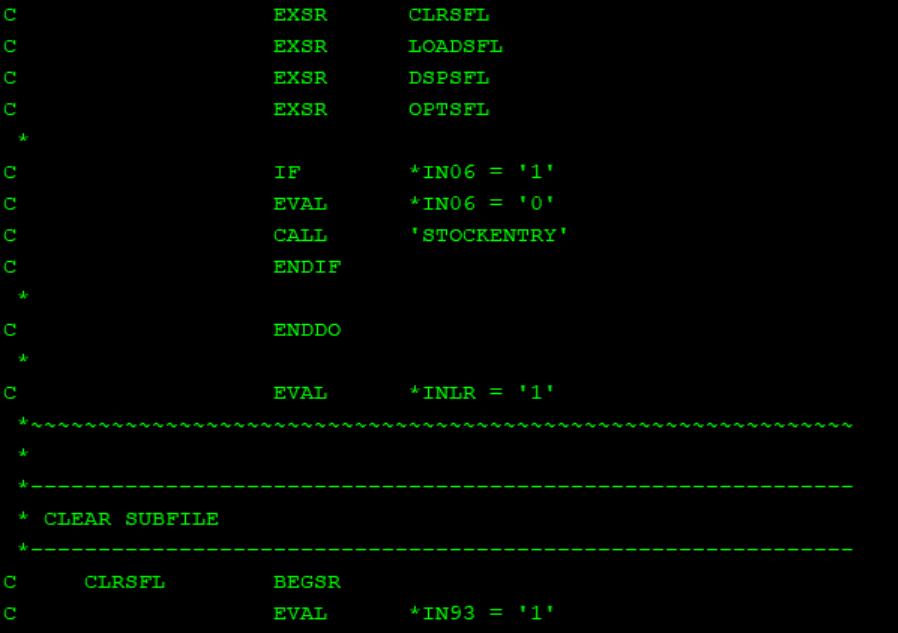 C                   EXSR      CLRSFL
C                   EXSR      LOADSFL
C                   EXSR      DSPSFL
C                   EXSR      OPTSFL
 *
C                   IF        *IN06 = '1'
C                   EVAL      *IN06 = '0'
C                   CALL      'STOCKENTRY'
C                   ENDIF
 *
C                   ENDDO
 *
C                   EVAL      *INLR = '1'
 *~~~~~~~~~~~~~~~~~~~~~~~~~~~~~~~~~~~~~~~~~~~~~~~~~~~~~~~~~~~~~
 *
 *-------------------------------------------------------------
 * CLEAR SUBFILE
 *-------------------------------------------------------------
C     CLRSFL        BEGSR
C                   EVAL      *IN93 = '1'